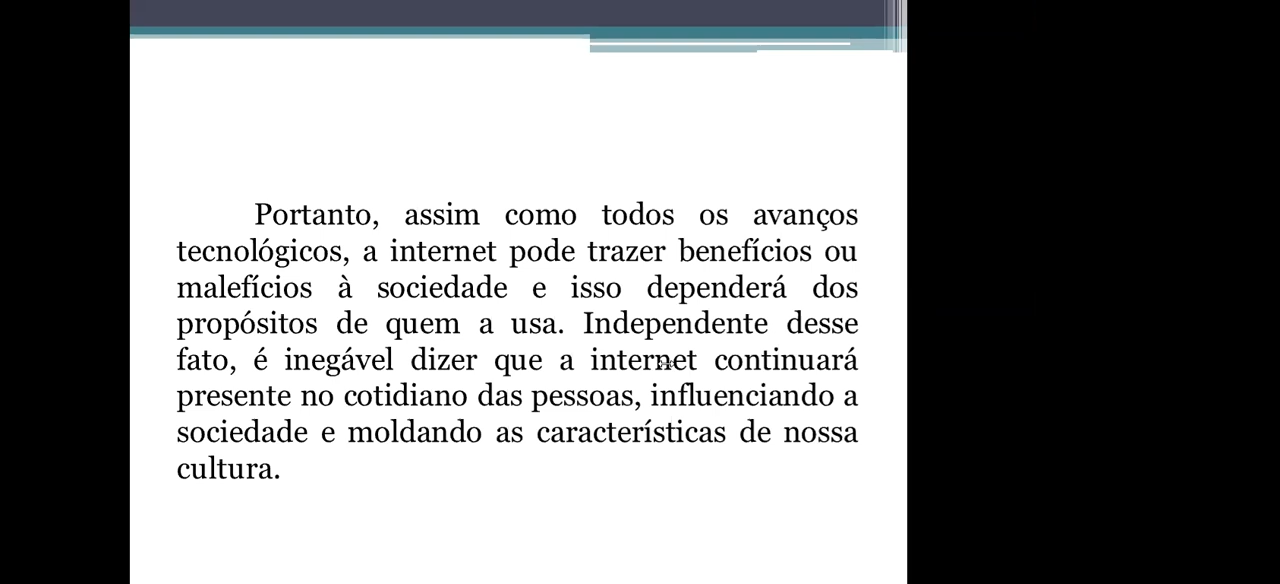 Portanto, assim como todos os avanços
tecnológicos, a internet pode trazer benefícios ou
malefícios à sociedade e isso dependerá dos
propósitos de quem a usa. Independente desse
fato, é inegável dizer que a internet continuará
presente no cotidiano das pessoas, influenciando a
sociedade e moldando as características de nossa
cultura.